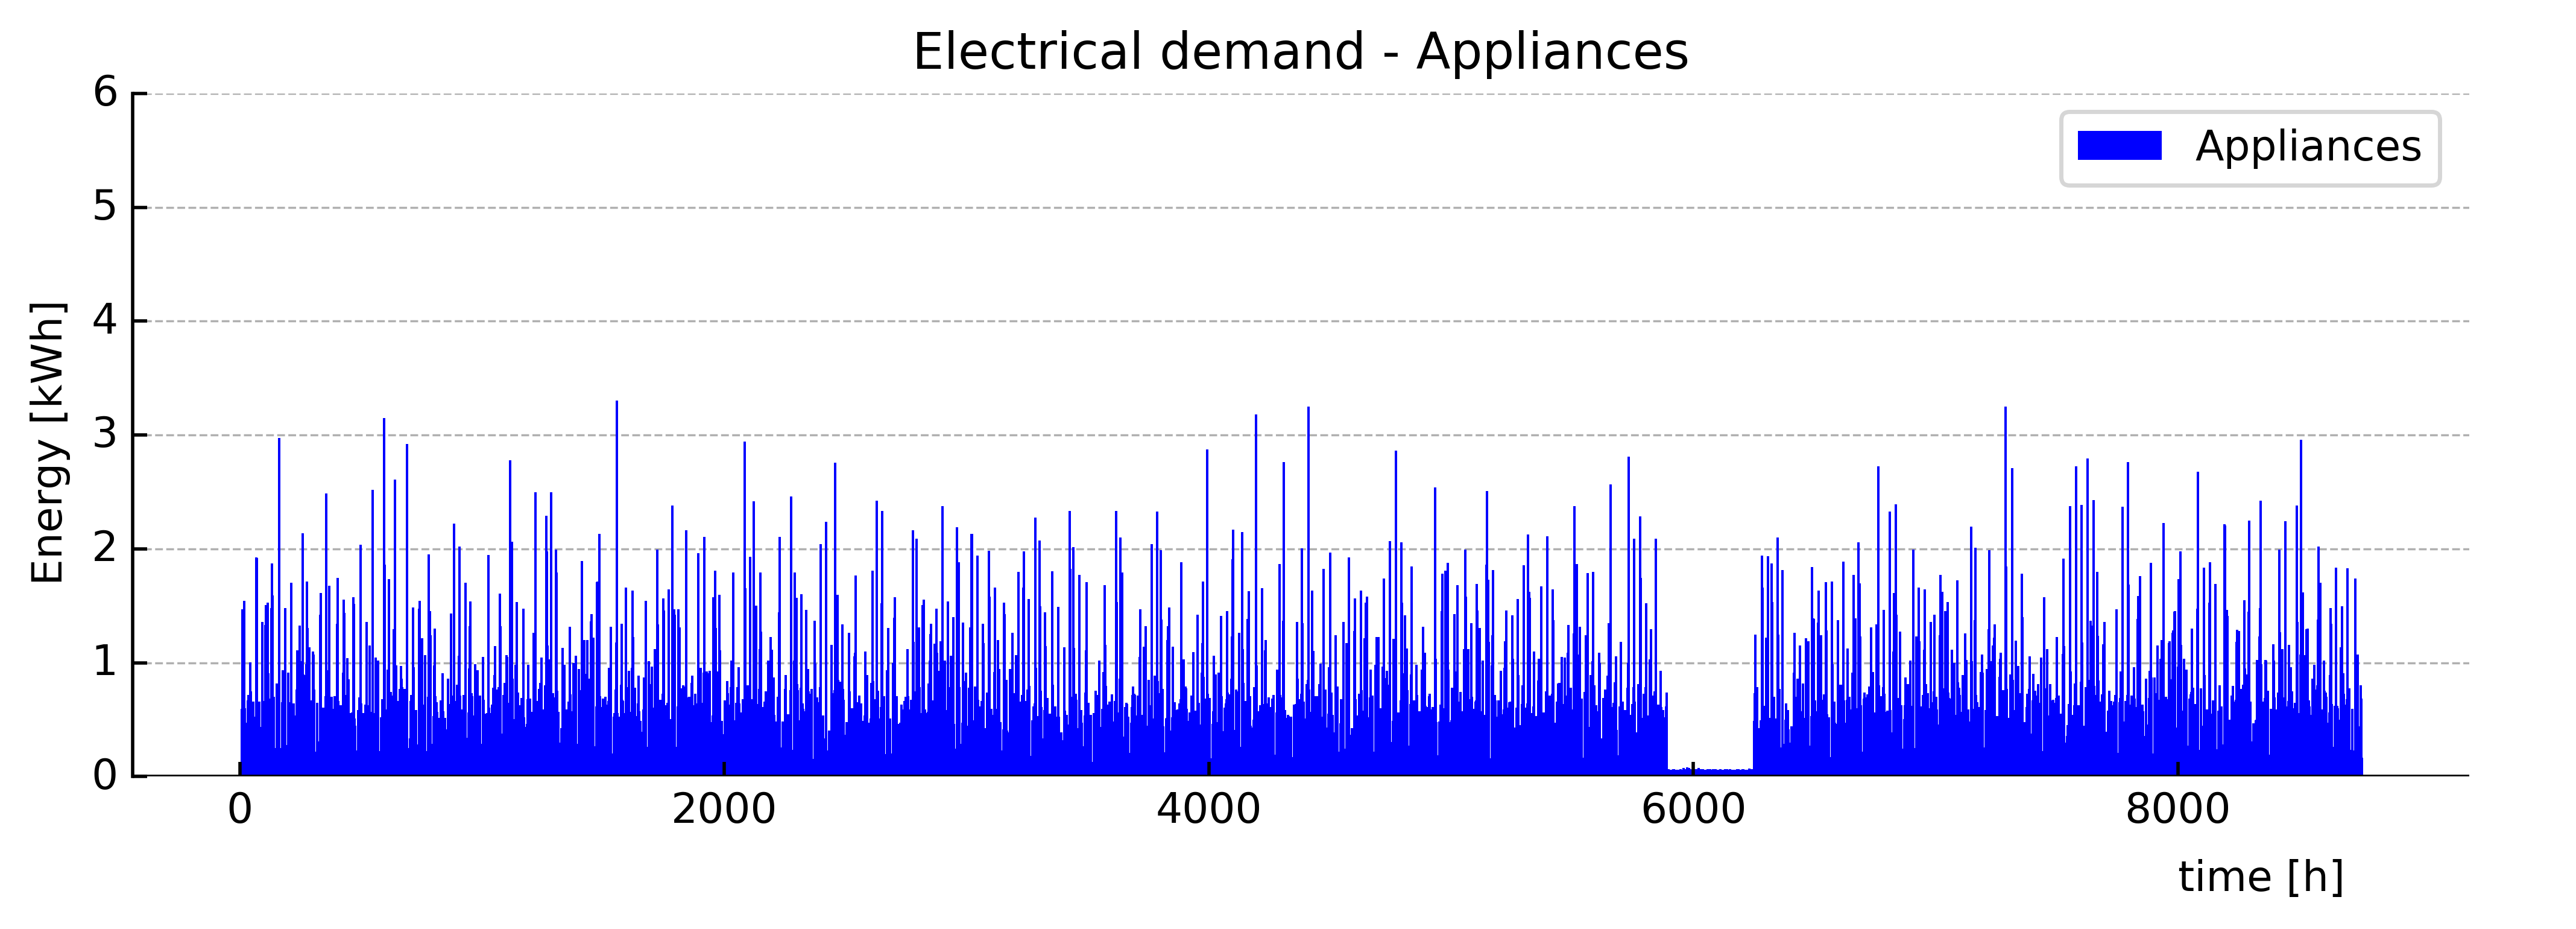 Electrical demand - Appliances
6
5
4
3
2
1
0
Energy [kWh]
Appliances
0 2000 4000 6000 8000
time [h]